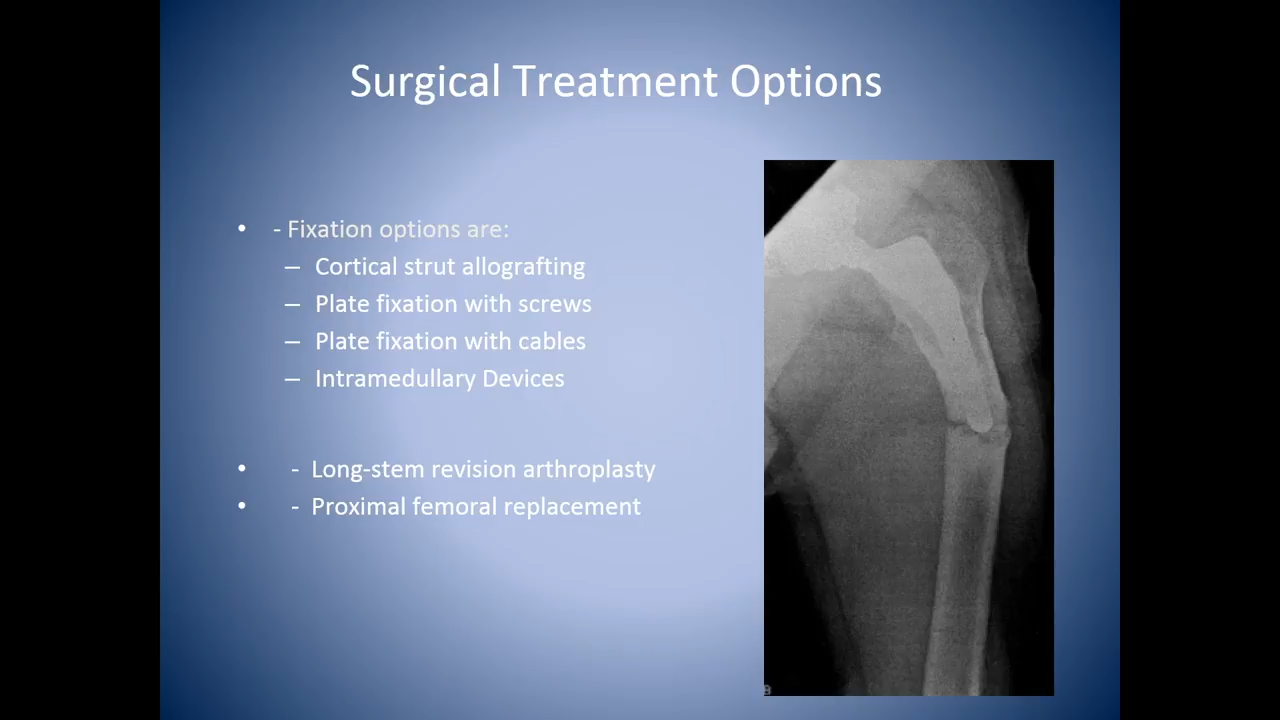 Surgical Treatment Options
• - Fixation options are:
– Cortical strut allografting
– Plate fixation with screws
– Plate fixation with cables
– Intramedullary Devices
• - Long-stem revision arthroplasty
• - Proximal femoral replacement